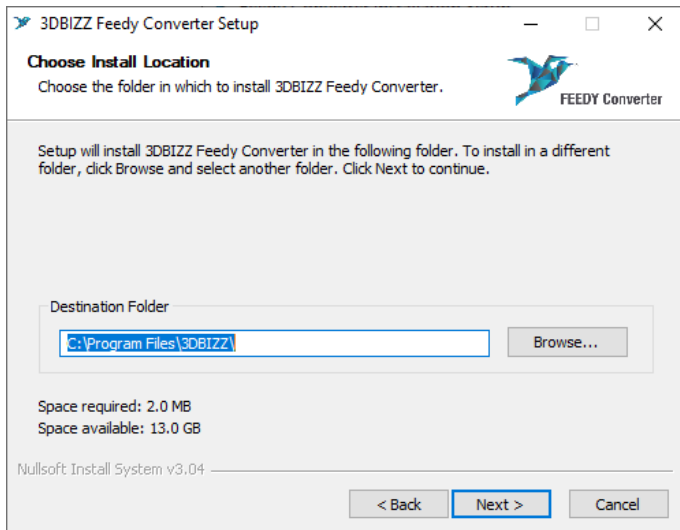 3DBIZZ Feedy Converter Setup
Choose Install Location
Choose the folder in which to install 3DBIZZ Feedy Converter.
FEEDY Converter
Setup will install 3DBIZZ Feedy Converter in the following folder. To install in a different
folder, click Browse and select another folder. Click Next to continue.
Destination Folder
C:\Program Files\3DBIZZ\
Browse...
Space required: 2.0 MB
Space available: 13.0 GB
Nullsoft Install System v3.04
< Back
Next >
Cancel